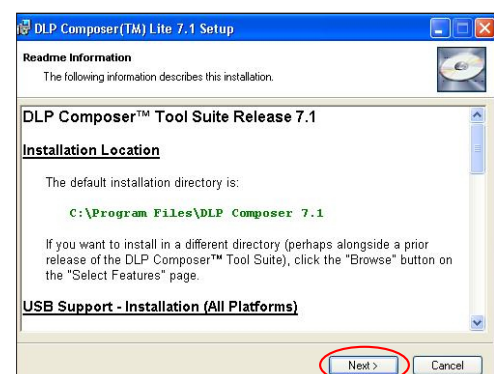 DLP Composer(TM) Lite 7.1 Setup
Readme Information
The following information describes this installation.
DLP Composer™ Tool Suite Release 7.1
Installation Location
The default installation directory is:
C:\Program Files\DLP Composer 7.1
If you want to install in a different directory (perhaps alongside a prior
release of the DLP Composer™ Tool Suite), click the "Browse" button on
the "Select Features" page.
USB Support - Installation (All Platforms)
Next > Cancel